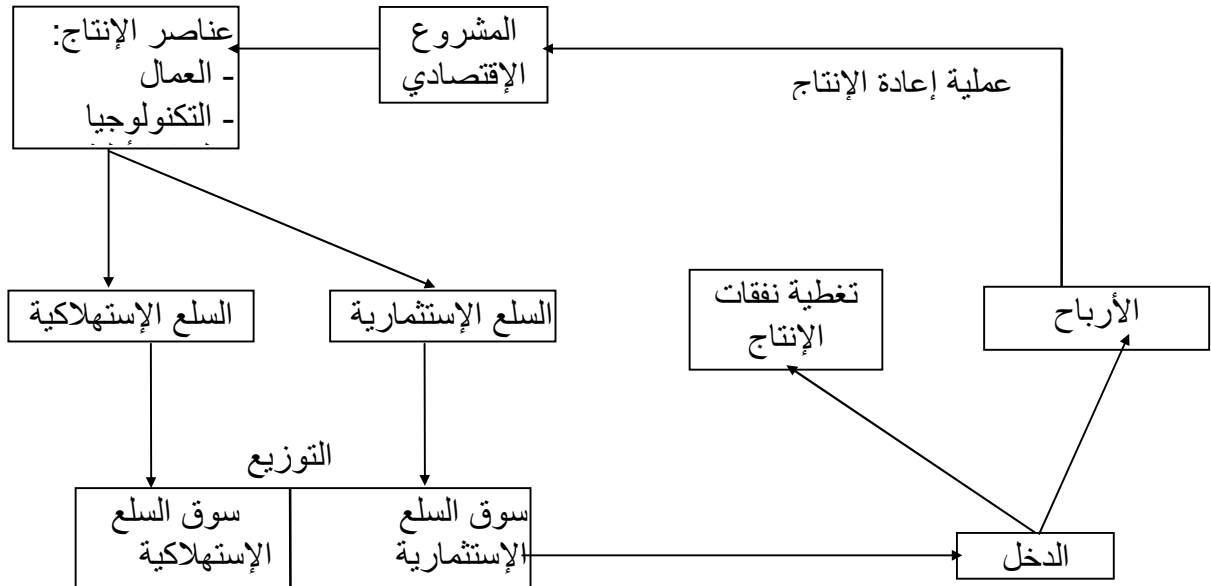 عناصر الإنتاج:
- العمال
- التكنولوجيا
المشروع
الإقتصادي
عملية إعادة الإنتاج
السلع الإستهلاكية
السلع الإستثمارية
تغطية نفقات
الإنتاج
الأرباح
التوزيع
سوق السلع
الإستهلاكية
سوق السلع
الإستثمارية
الدخل